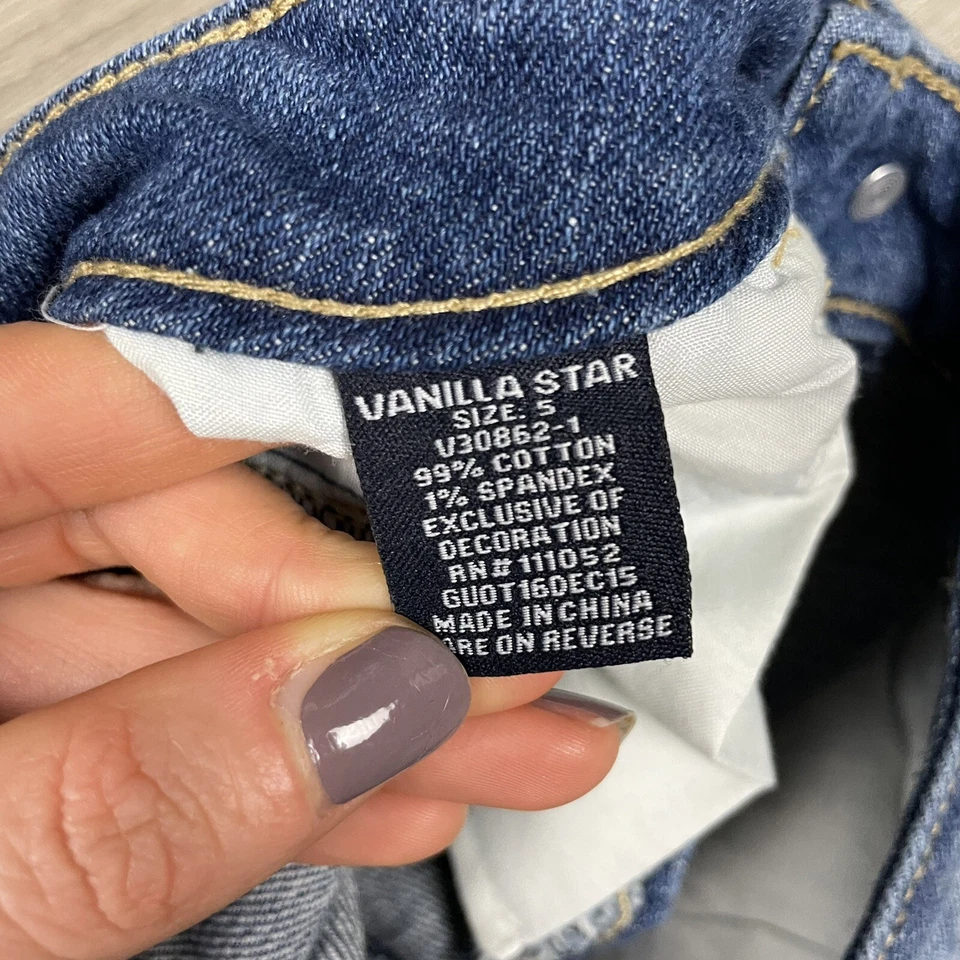 VANILLA STAR
SIZE: 5
V30862-1
99% COTTON
1% SPANDEX
EXCLUSIVE OF
DECORATION
RN# 111052
GUOT16DEC15
MADE IN CHINA
ARE ON REVERSE